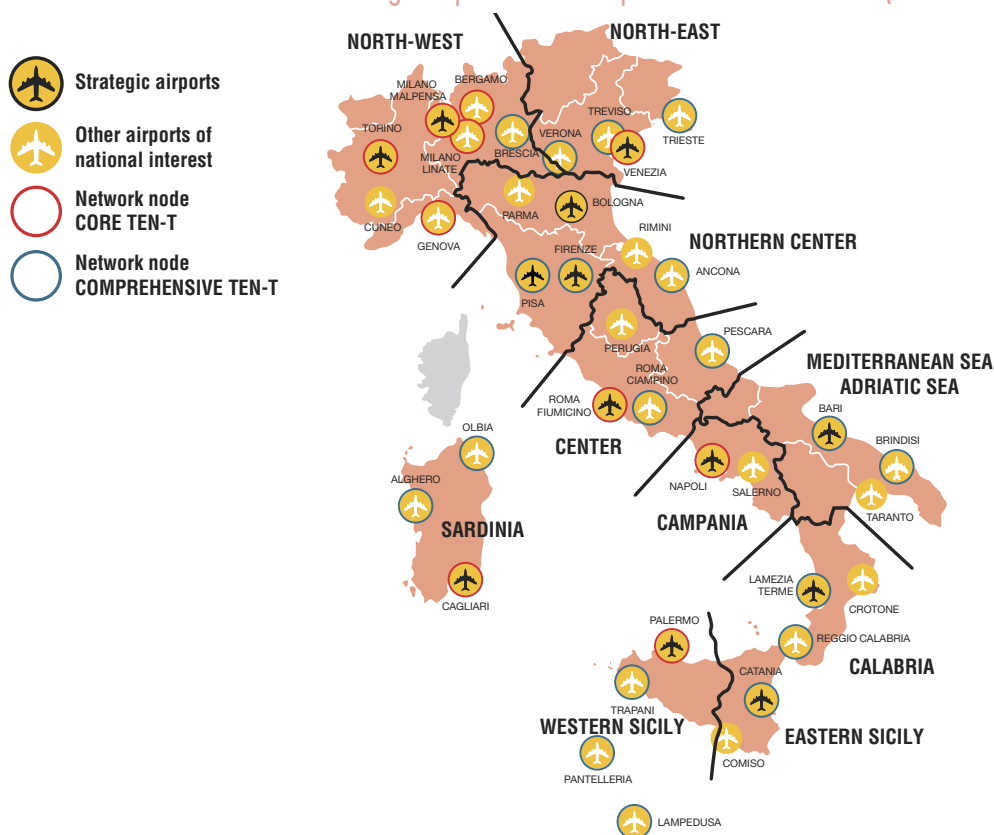 NORTH-WEST
NORTH-EAST
Strategic airports
Other airports of
national interest
Network node
CORE TEN-T
Network node
COMPREHENSIVE TEN-T
MILANO
MALPENSA
BERGAMO
TORINO
MILANO
LINATE
BRESCIA
VERONA
TREVISO
VENEZIA
TRIESTE
CUNEO
GENOVA
PARMA
BOLOGNA
RIMINI
NORTHERN CENTER
FIRENZE
PISA
ANCONA
PERUGIA
PESCARA
ROMA
CIAMPINO
ROMA
FIUMICINO
CENTER
MEDITERRANEAN SEA
ADRIATIC SEA
BARI
BRINDISI
TARANTO
NAPOLI
SALERNO
CAMPANIA
OLBIA
ALGHERO
SARDINIA
CAGLIARI
LAMEZIA
TERME
CROTONE
REGGIO CALABRIA
CALABRIA
PALERMO
TRAPANI
CATANIA
WESTERN SICILY
EASTERN SICILY
COMISO
PANTELLERIA
LAMPEDUSA